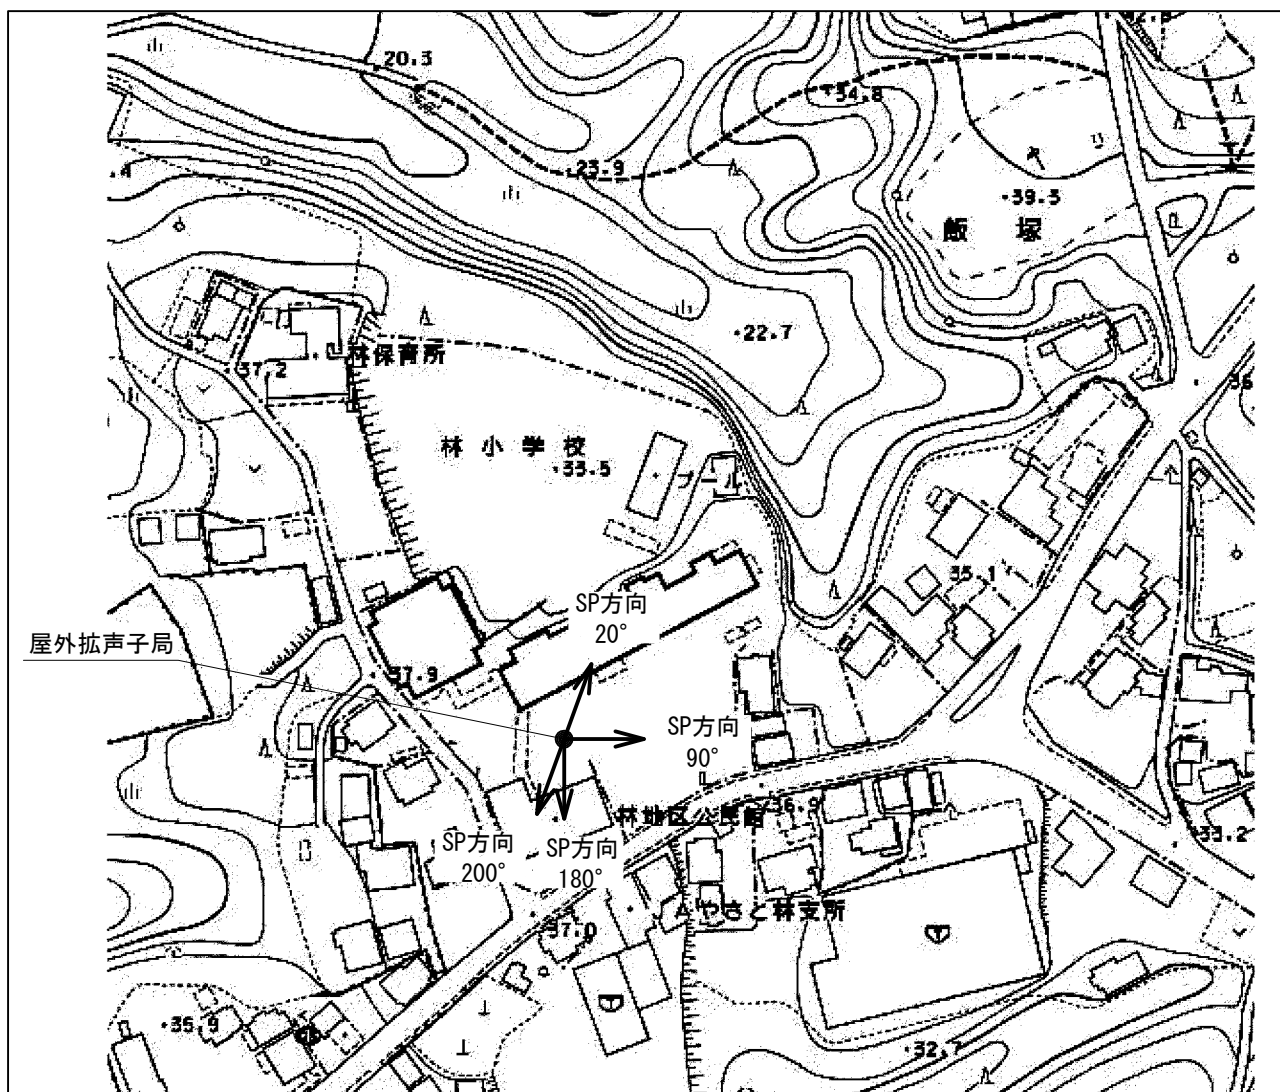 20.3
34.8
23.9
39.3
飯塚
22.7
37.2
林保育所
林小学校
33.5
プール
35.1
SP方向
20°
屋外拡声子局
37.9
SP方向
90°
林地区公民館
36.9
33.2
SP方向
200°
SP方向
180°
やさと林支所
37.0
35.9
32.7